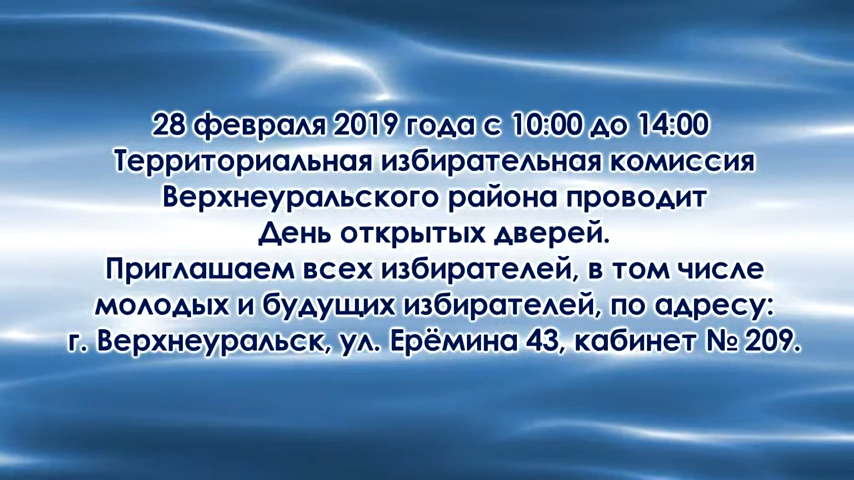 28 февраля 2019 года с 10:00 до 14:00
Территориальная избирательная комиссия
Верхнеуральского района проводит
День открытых дверей.
Приглашаем всех избирателей, в том числе
молодых и будущих избирателей, по адресу:
г. Верхнеуральск, ул. Ерёмина 43, кабинет № 209.